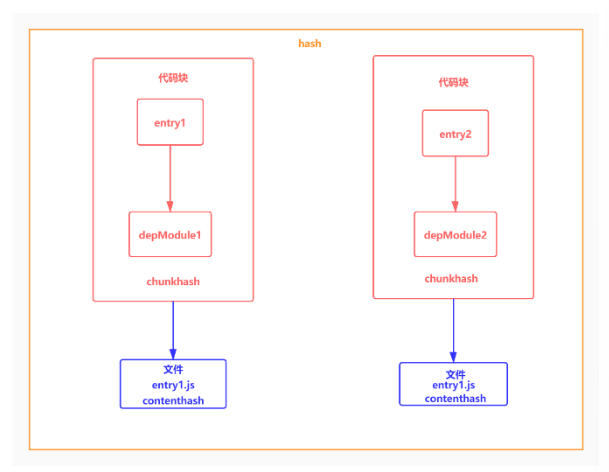 hash
代码块
entry1
depModule1
chunkhash
文件
entry1.js
contenthash
代码块
entry2
depModule2
chunkhash
文件
entry1.js
contenthash